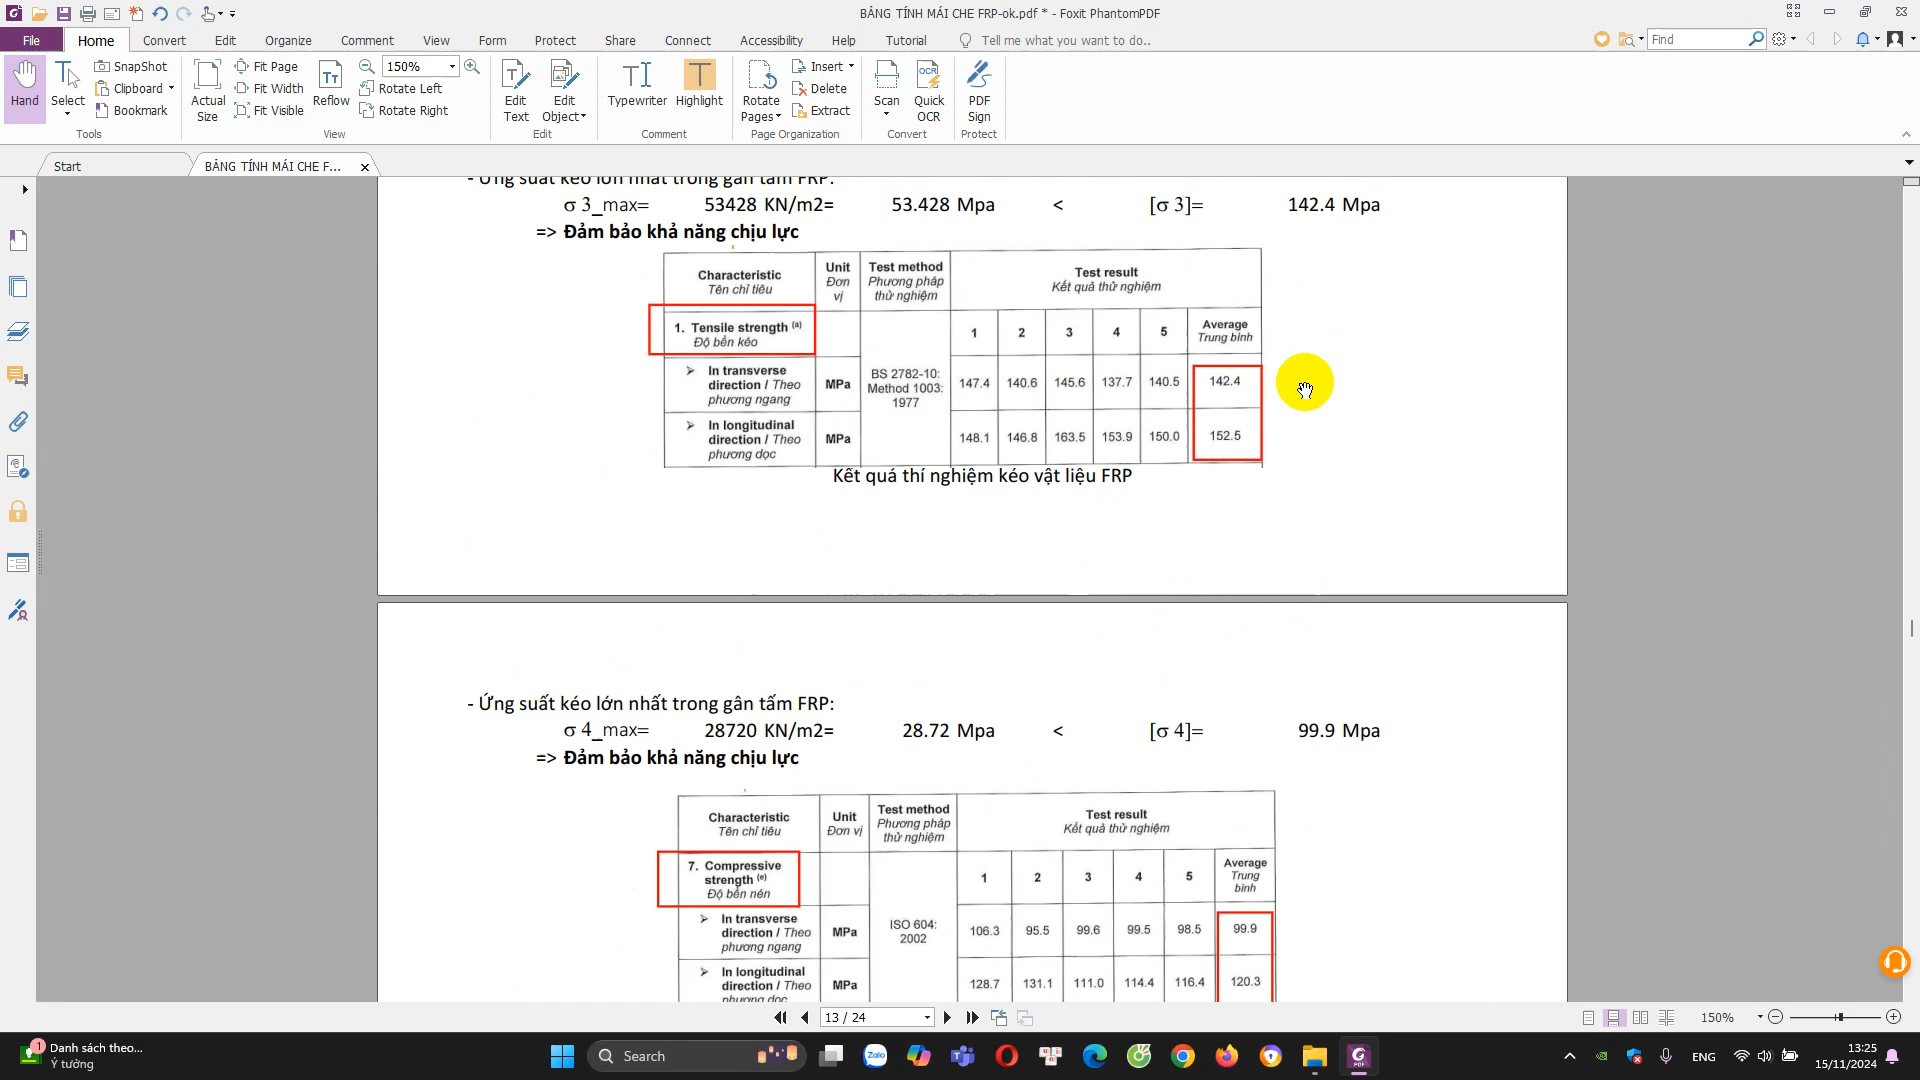 BẢNG TÍNH MÁI CHE FRP-ok.pdf * - Foxit PhantomPDF
File Home Convert Edit Organize Comment View Form Protect Share Connect Accessibility Help Tutorial Tell me what you want to do.. Find
Hand
Select
SnapShot
Clipboard
Bookmark
Tools
Actual Size
Fit Page
Fit Width
Fit Visible
Reflow
150%
Rotate Left
Rotate Right
View
Edit Text
Edit Object
Edit
Typewriter
Highlight
Comment
Rotate Pages
Insert
Delete
Extract
Page Organization
Scan
Quick OCR
Convert
PDF Sign
Protect
Start
BẢNG TÍNH MÁI CHE F...
- Ứng suất kéo lớn nhất trong gân tấm FRP:
σ 3_max= 53428 KN/m2= 53.428 Mpa < [σ 3]= 142.4 Mpa
=> Đảm bảo khả năng chịu lực
Characteristic Unit Test method Test result
Tên chỉ tiêu Đơn vị Phương pháp thử nghiệm Kết quả thử nghiệm
1. Tensile strength (a) 1 2 3 4 5 Average
Độ bền kéo Trung bình
In transverse direction / Theo phương ngang MPa BS 2782-10: Method 1003: 1977 147.4 140.6 145.6 137.7 140.5 142.4
In longitudinal direction / Theo phương dọc MPa 148.1 146.8 163.5 153.9 150.0 152.5
Kết quả thí nghiệm kéo vật liệu FRP
- Ứng suất kéo lớn nhất trong gân tấm FRP:
σ 4_max= 28720 KN/m2= 28.72 Mpa < [σ 4]= 99.9 Mpa
=> Đảm bảo khả năng chịu lực
Characteristic Unit Test method Test result
Tên chỉ tiêu Đơn vị Phương pháp thử nghiệm Kết quả thử nghiệm
7. Compressive strength (e) 1 2 3 4 5 Average
Độ bền nén Trung bình
In transverse direction / Theo phương ngang MPa ISO 604: 2002 106.3 95.5 99.6 99.5 98.5 99.9
In longitudinal direction / Theo phương dọc MPa 128.7 131.1 111.0 114.4 116.4 120.3
13 / 24
150%
1
Danh sách theo...
Ý tưởng
Search
Zalo
ENG
13:25
15/11/2024